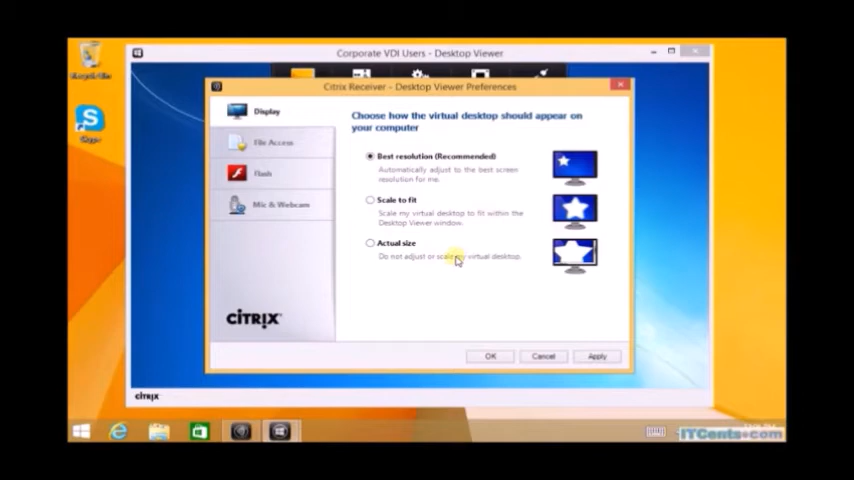 Corporate VDI Users - Desktop Viewer
Citrix Receiver - Desktop Viewer Preferences
Skype
Display
File Access
Flash
Mic & Webcam
CITRIX
Choose how the virtual desktop should appear on
your computer
Best resolution (Recommended)
Automatically adjust to the best screen
resolution for me.
Scale to fit
Scale my virtual desktop to fit within the
Desktop Viewer window.
Actual size
Do not adjust or scale my virtual desktop.
OK
Cancel
Apply
CITRIX
ITCents.com